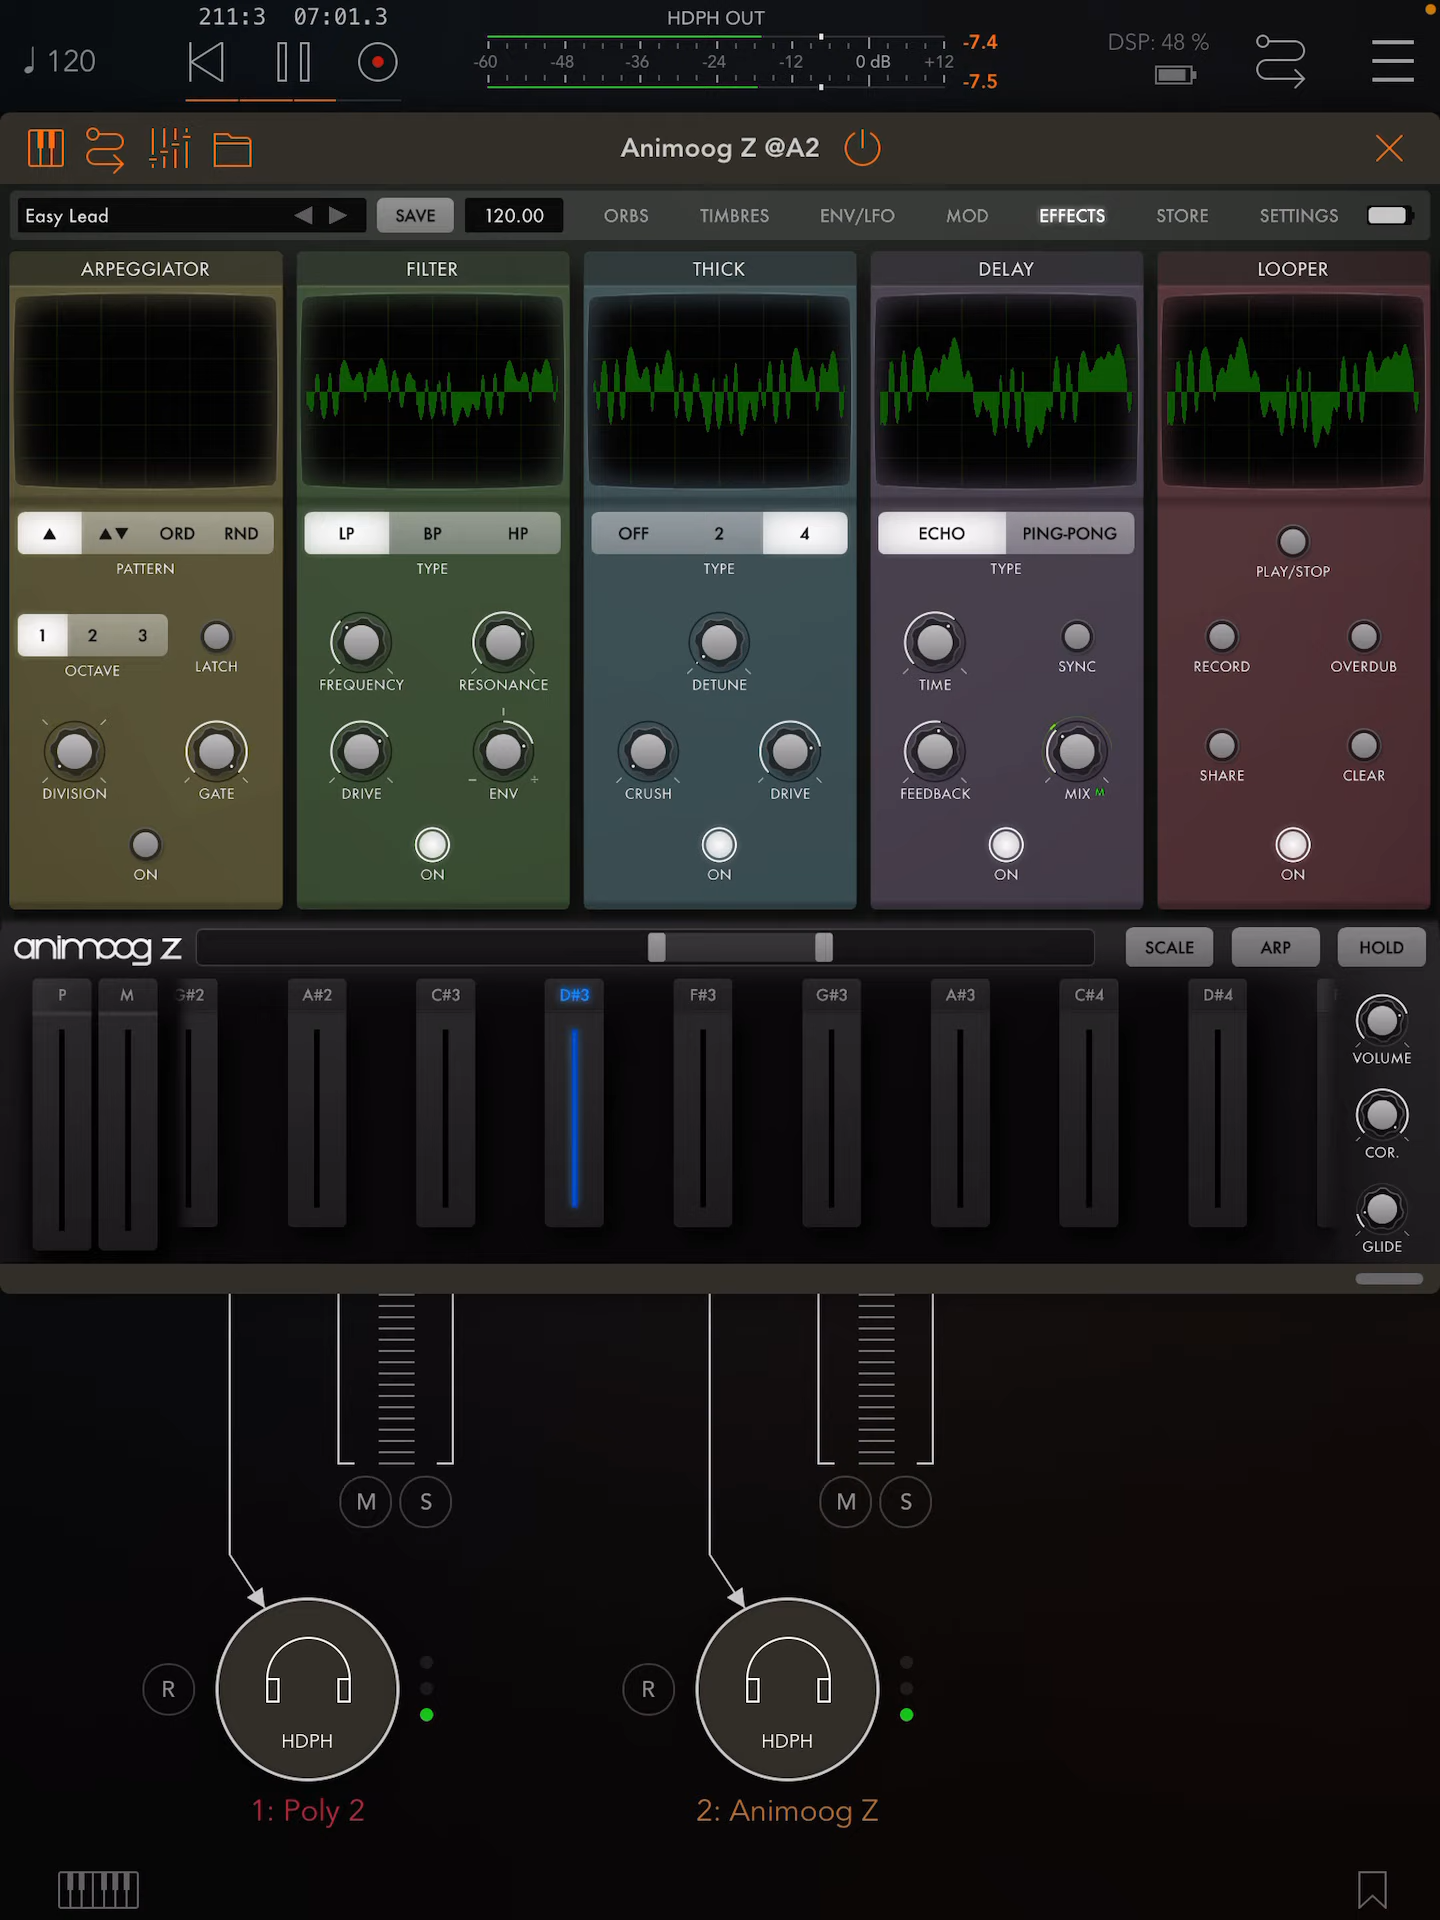 211:3 07:01.3
HDPH OUT
120
-60 -48 -36 -24 -12 0 dB +12
-7.4
-7.5
DSP: 48 %
Animoog Z @A2
Easy Lead
SAVE
120.00
ORBS TIMBRES ENV/LFO MOD EFFECTS STORE SETTINGS
ARPEGGIATOR FILTER THICK DELAY LOOPER
ORD RND
PATTERN
1 2 3
OCTAVE
LATCH
DIVISION GATE
ON
LP BP HP
TYPE
FREQUENCY RESONANCE
DRIVE ENV
ON
OFF 2 4
TYPE
DETUNE
CRUSH DRIVE
ON
ECHO PING-PONG
TYPE
TIME SYNC
FEEDBACK MIX M
ON
PLAY/STOP
RECORD OVERDUB
SHARE CLEAR
ON
animoog z
SCALE ARP HOLD
P M G#2 A#2 C#3 D#3 F#3 G#3 A#3 C#4 D#4
VOLUME
COR.
GLIDE
M S M S
R HDPH R HDPH
1: Poly 2 2: Animoog Z